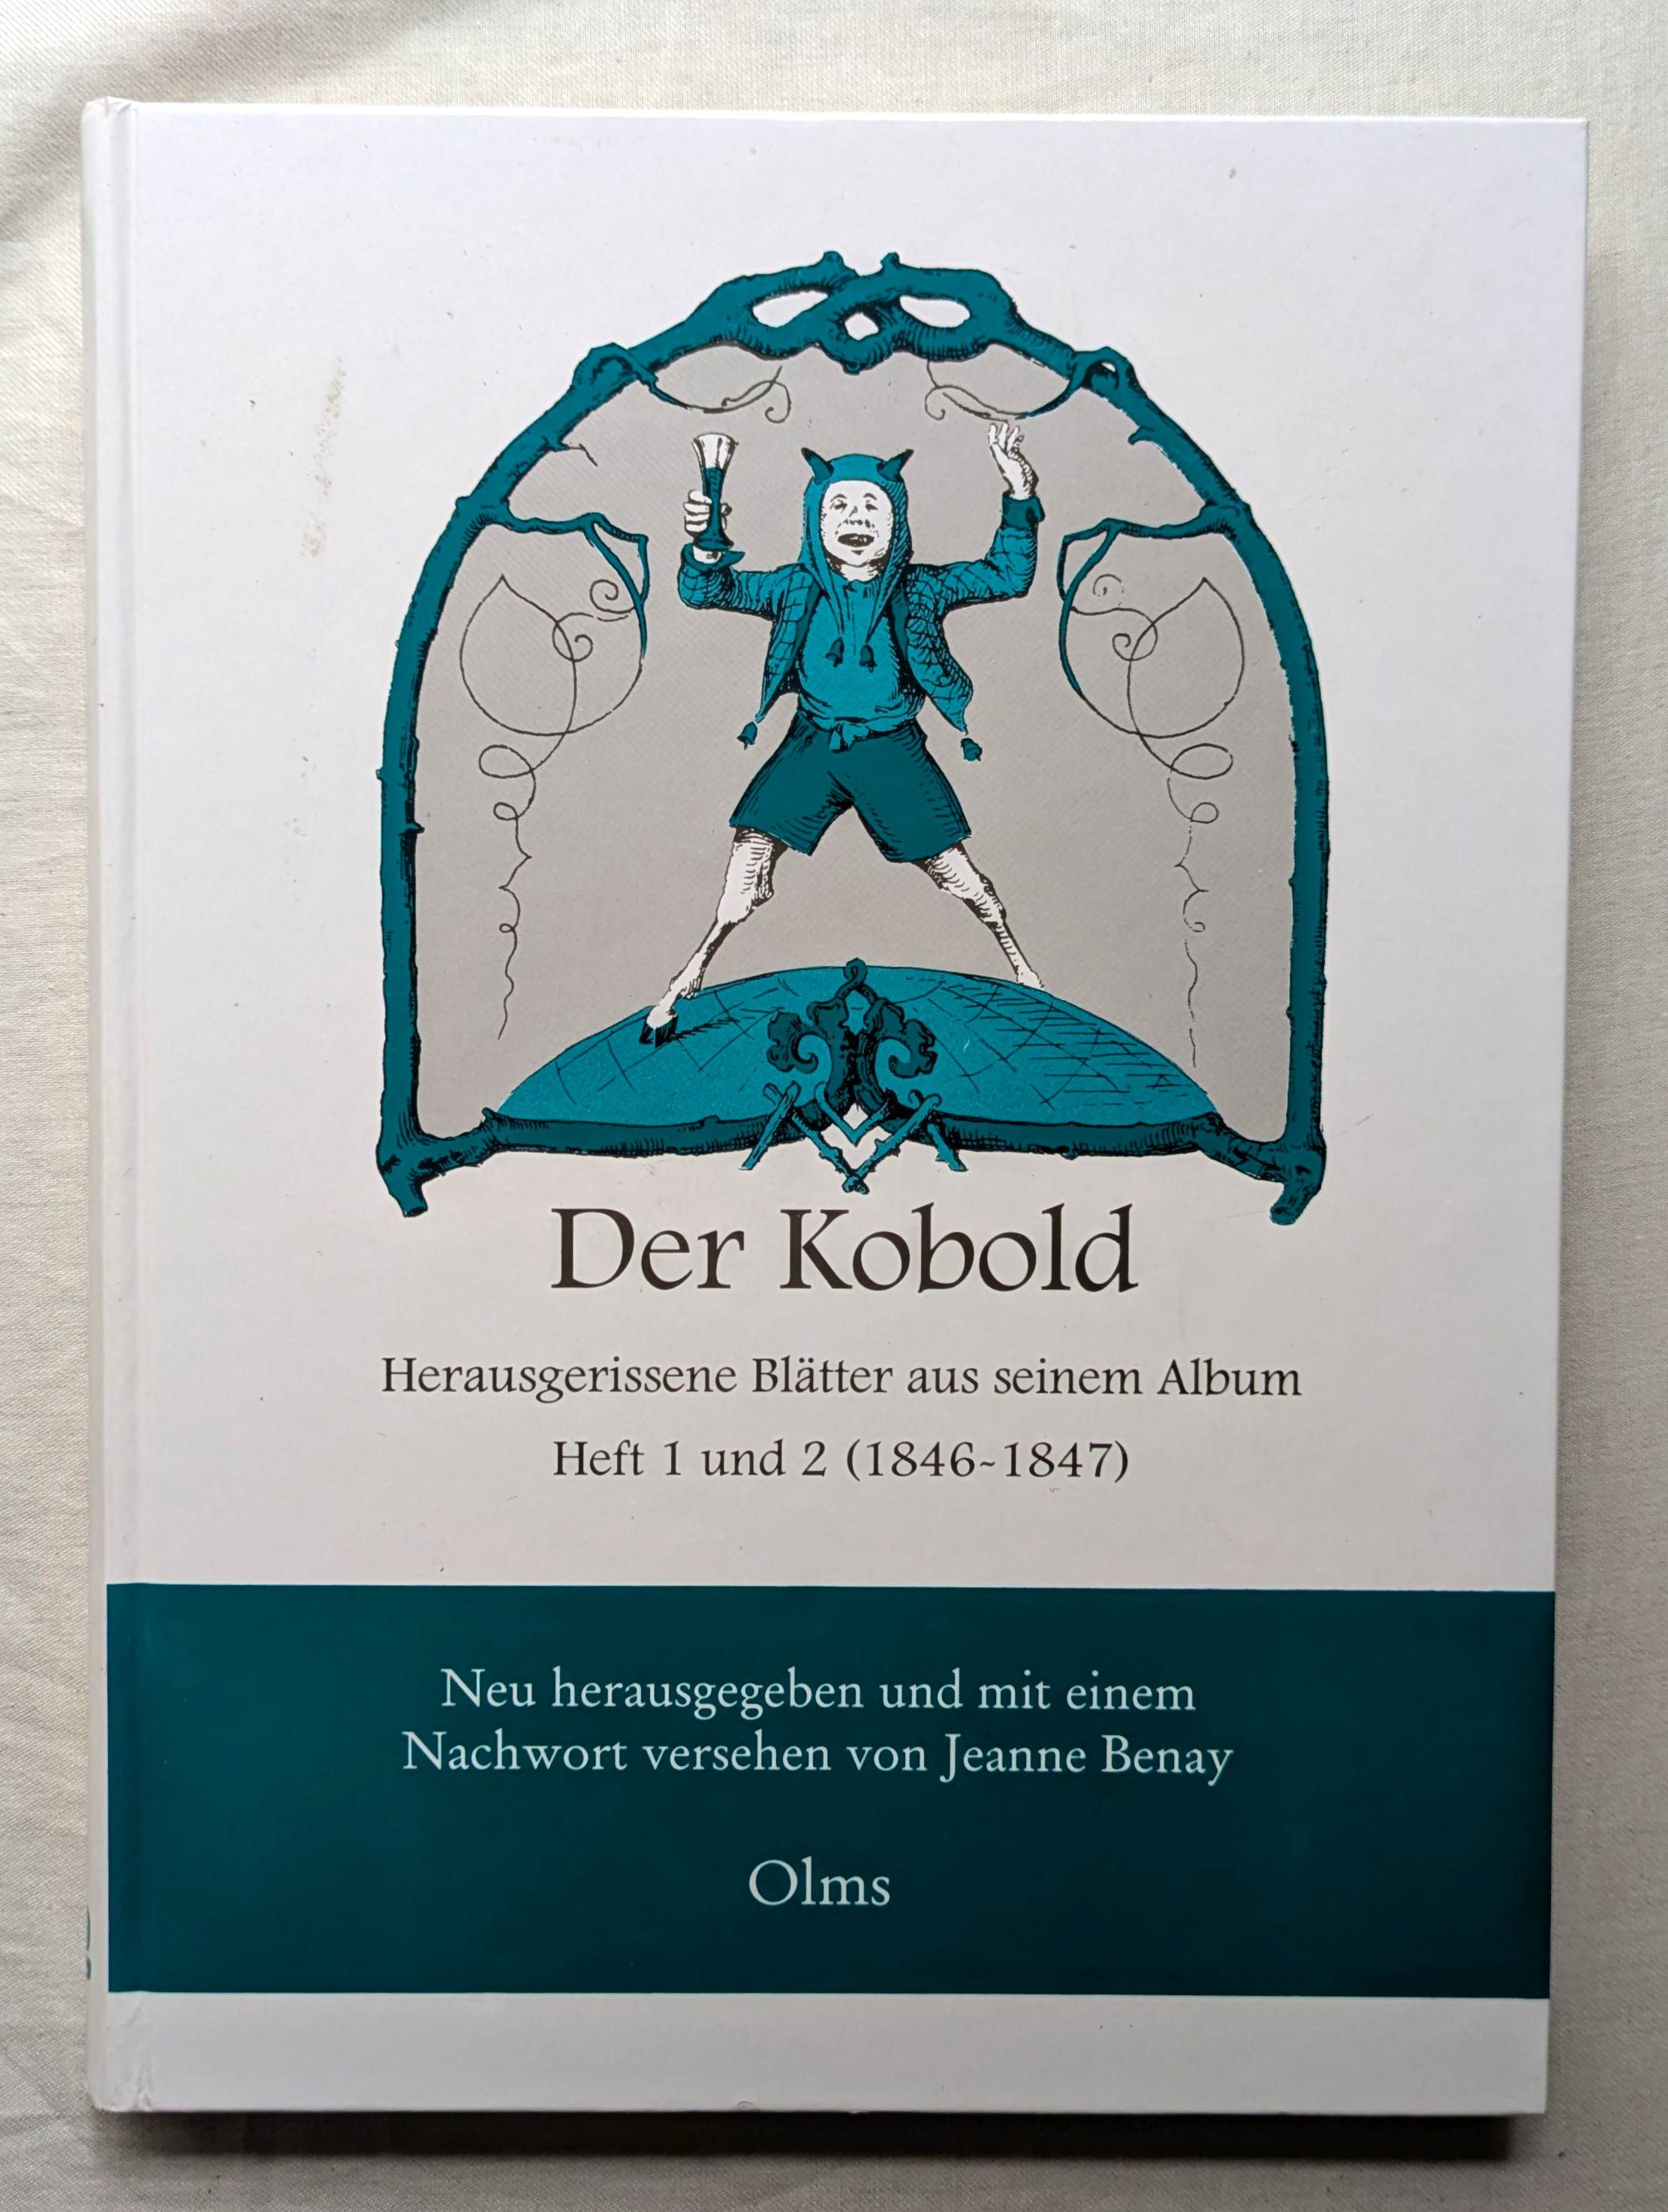 Der Kobold
Herausgerissene Blätter aus seinem Album
Heft 1 und 2 (1846-1847)
Neu herausgegeben und mit einem
Nachwort versehen von Jeanne Benay
Olms